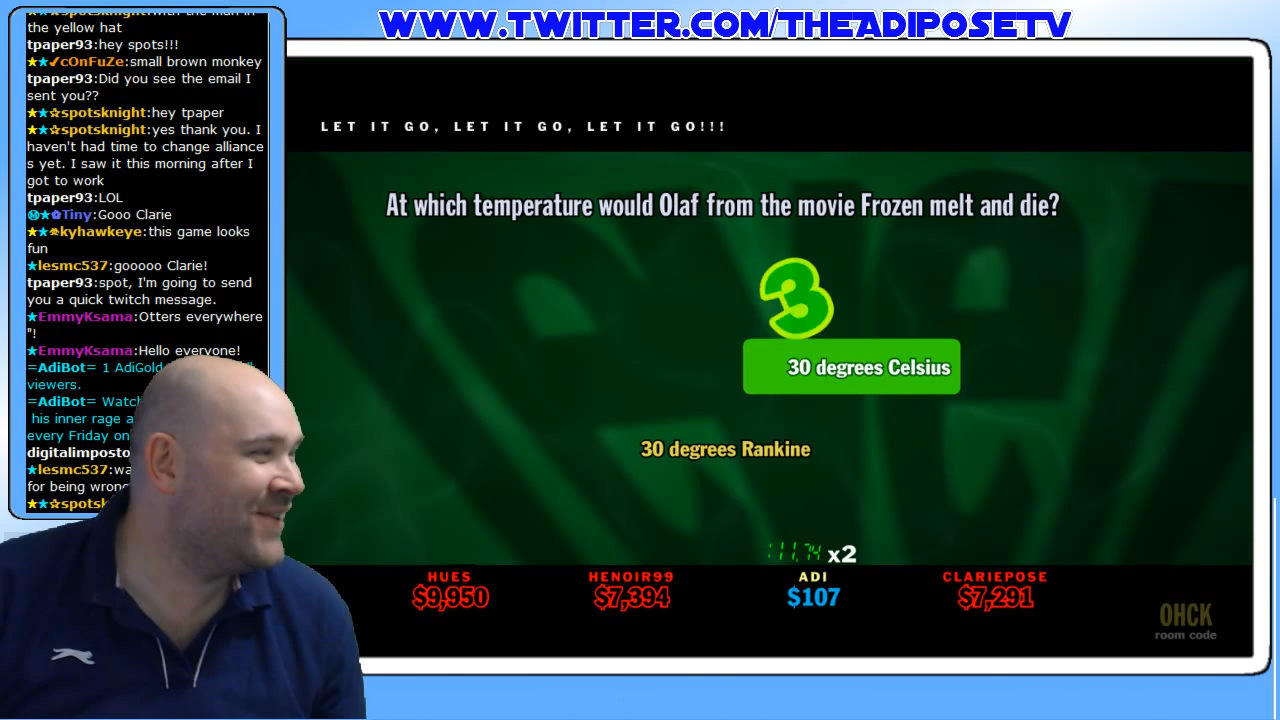 WWW.TWITTER.COM/THEADIPOSETV
the yellow hat
tpaper93:hey spots!!!
cOnFuZe:small brown monkey
tpaper93:Did you see the email I
sent you??
spotsknight:hey tpaper
spotsknight:yes thank you. I
haven't had time to change alliance
s yet. I saw it this morning after I
got to work
tpaper93:LOL
Tiny:Gooo Clarie
kyhawkeye:this game looks
fun
lesmc537:gooooo Clarie!
tpaper93:spot, I'm going to send
you a quick twitch message.
EmmyKsama:Otters everywhere
"!
EmmyKsama:Hello everyone!
=AdiBot= 1 AdiGold
viewers.
=AdiBot= Watch
his inner rage a
every Friday on
digitalimposto
lesmc537:wa
for being wrong
spotsk
LET IT GO, LET IT GO, LET IT GO!!!
At which temperature would Olaf from the movie Frozen melt and die?
3
30 degrees Celsius
30 degrees Rankine
x2
HUES
$9,950
HENOIR99
$7,394
ADI
$107
CLARIEPOSE
$7,291
OHCK
room code